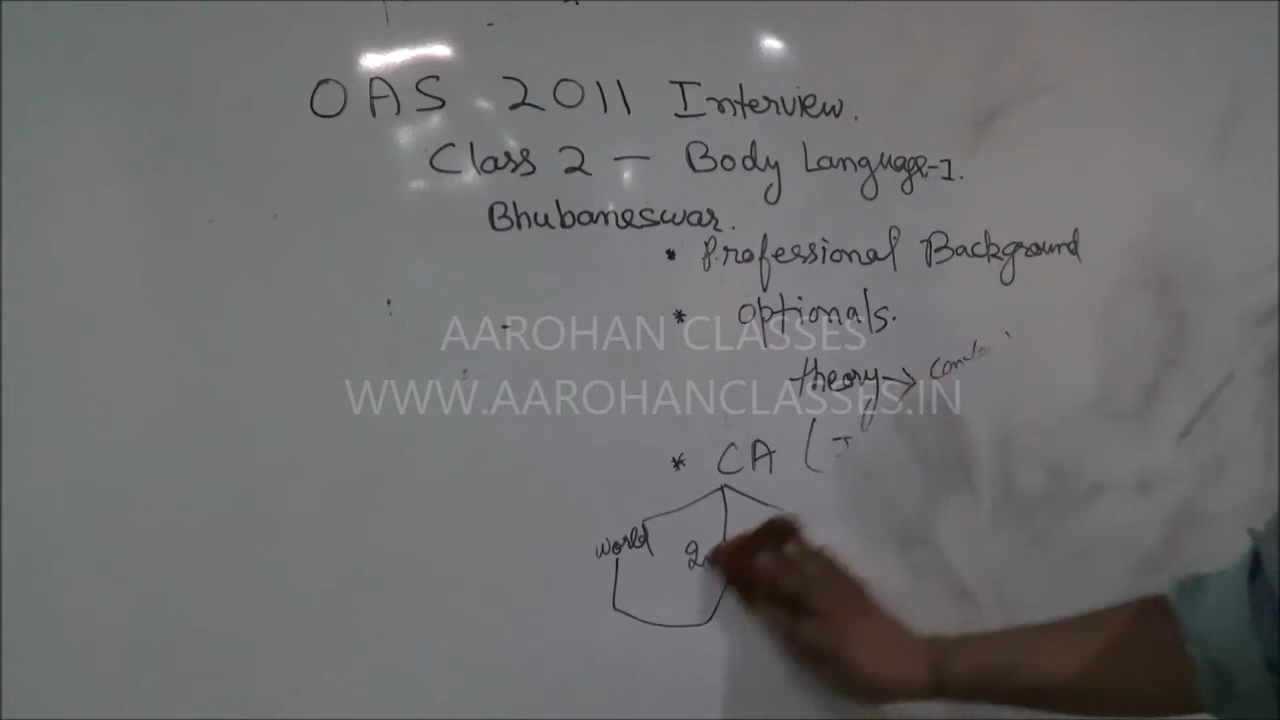 OAS 2011 Interview.
Class 2 - Body Language-1.
Bhubaneswar.
* Professional Background
* optionals.
AAROHAN CLASSES
theory →
WWW.AAROHANCLASSES.IN
* CA (
world